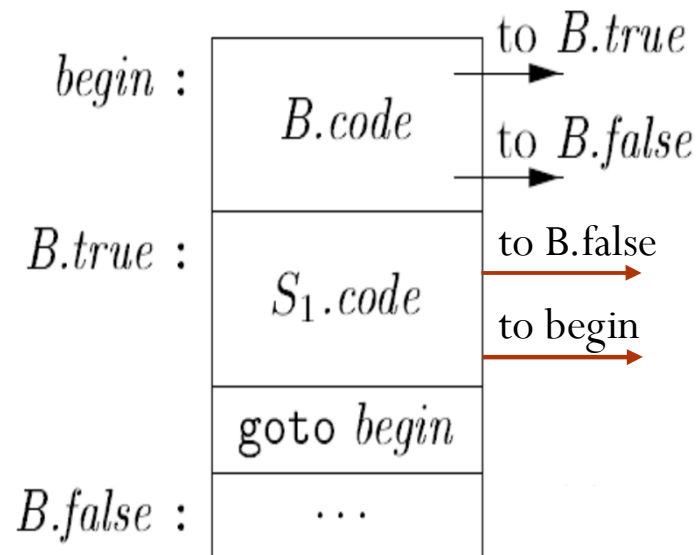 to B.true
begin :
B.code
to B.false
B.true :
to B.false
S₁.code
to begin
goto begin
B.false :
...